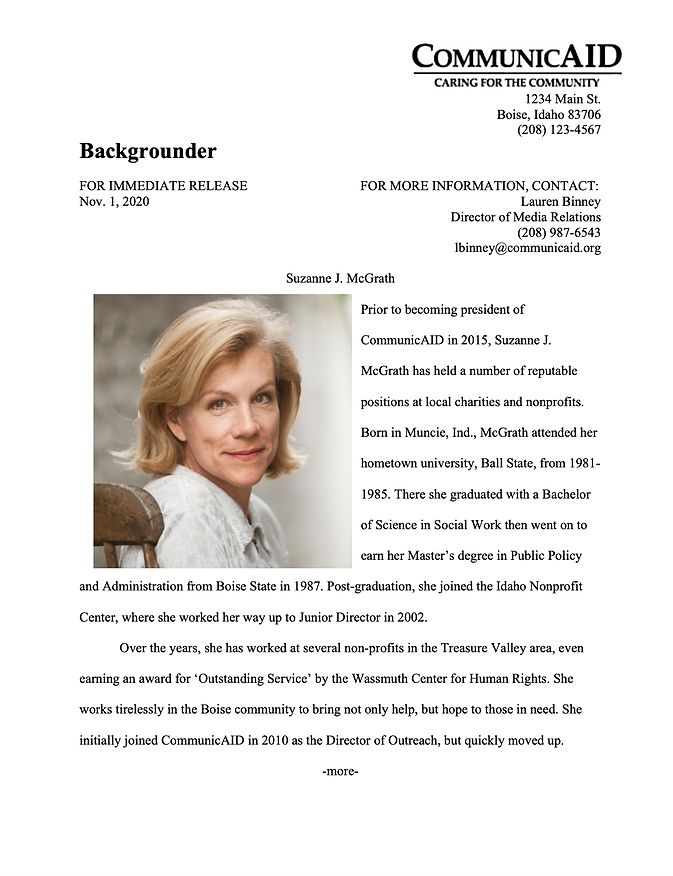 COMMUNICAID
CARING FOR THE COMMUNITY
1234 Main St.
Boise, Idaho 83706
(208) 123-4567
Backgrounder
FOR IMMEDIATE RELEASE
Nov. 1, 2020
FOR MORE INFORMATION, CONTACT:
Lauren Binney
Director of Media Relations
(208) 987-6543
lbinney@communicaid.org
Suzanne J. McGrath
Prior to becoming president of
CommunicAID in 2015, Suzanne J.
McGrath has held a number of reputable
positions at local charities and nonprofits.
Born in Muncie, Ind., McGrath attended her
hometown university, Ball State, from 1981-
1985. There she graduated with a Bachelor
of Science in Social Work then went on to
earn her Master's degree in Public Policy
and Administration from Boise State in 1987. Post-graduation, she joined the Idaho Nonprofit
Center, where she worked her way up to Junior Director in 2002.
Over the years, she has worked at several non-profits in the Treasure Valley area, even
earning an award for ‘Outstanding Service’ by the Wassmuth Center for Human Rights. She
works tirelessly in the Boise community to bring not only help, but hope to those in need. She
initially joined CommunicAID in 2010 as the Director of Outreach, but quickly moved up.
-more-